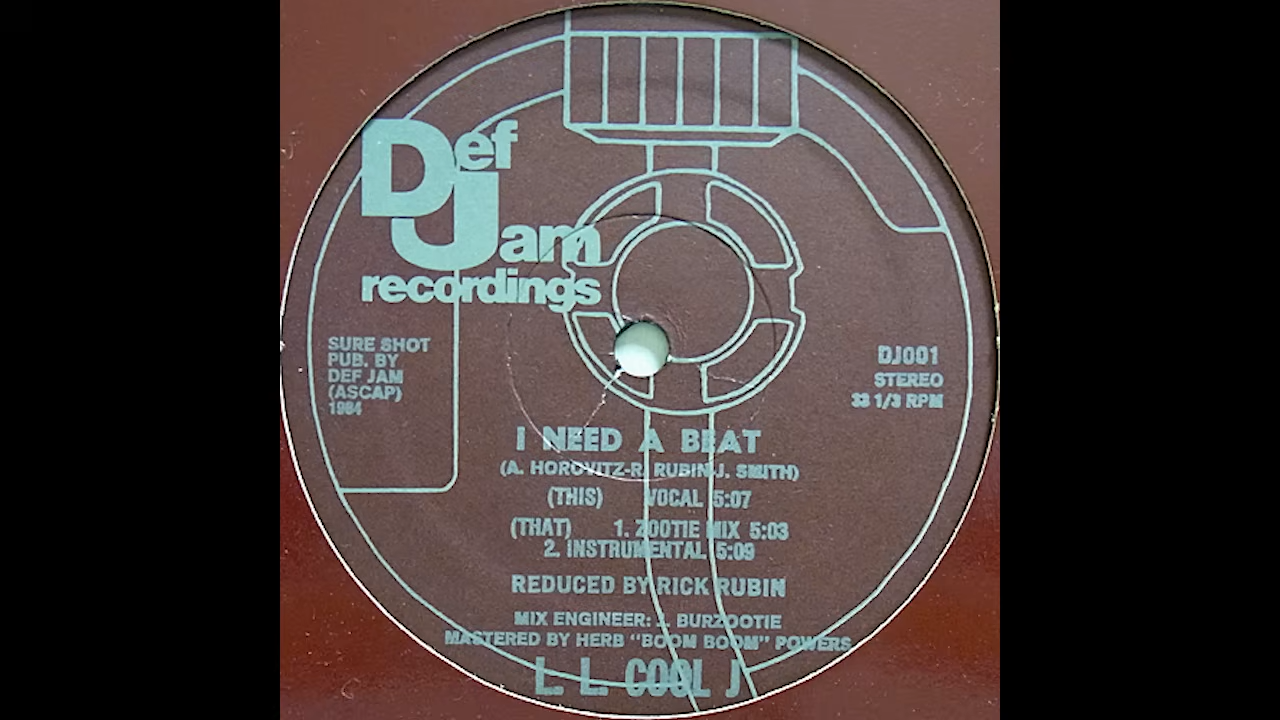 Def
Jam
recordings
SURE SHOT
PUB. BY
DEF JAM
(ASCAP)
1984
DJ001
STEREO
33 1/3 RPM
I NEED A BEAT
(A. HOROVITZ-R. RUBIN-J. SMITH)
(THIS) VOCAL 5:07
(THAT) 1. ZOOTIE MIX 5:03
2. INSTRUMENTAL 5:09
REDUCED BY RICK RUBIN
MIX ENGINEER: J. BURZOOTIE
MASTERED BY HERB "BOOM BOOM" POWERS
L. L. COOL J